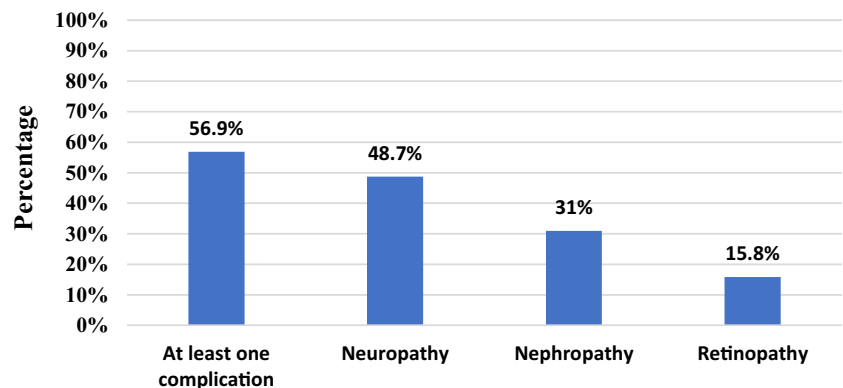 100%
90%
80%
70%
60%
50%
40%
30%
20%
10%
0%
Percentage
56.9%
48.7%
31%
15.8%
At least one
complication
Neuropathy
Nephropathy
Retinopathy